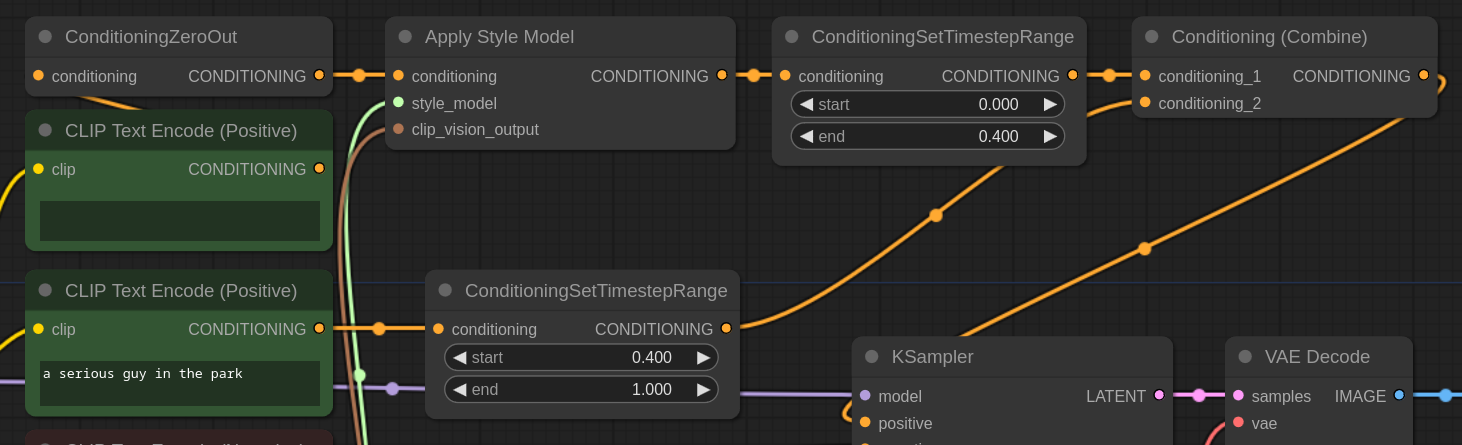 ConditioningZeroOut
conditioning CONDITIONING
Apply Style Model
conditioning CONDITIONING
style_model
clip_vision_output
ConditioningSetTimestepRange
conditioning CONDITIONING
start 0.000
end 0.400
Conditioning (Combine)
conditioning_1 CONDITIONING
conditioning_2
CLIP Text Encode (Positive)
clip CONDITIONING
CLIP Text Encode (Positive)
clip CONDITIONING
a serious guy in the park
ConditioningSetTimestepRange
conditioning CONDITIONING
start 0.400
end 1.000
KSampler
model LATENT
positive
VAE Decode
samples IMAGE
vae